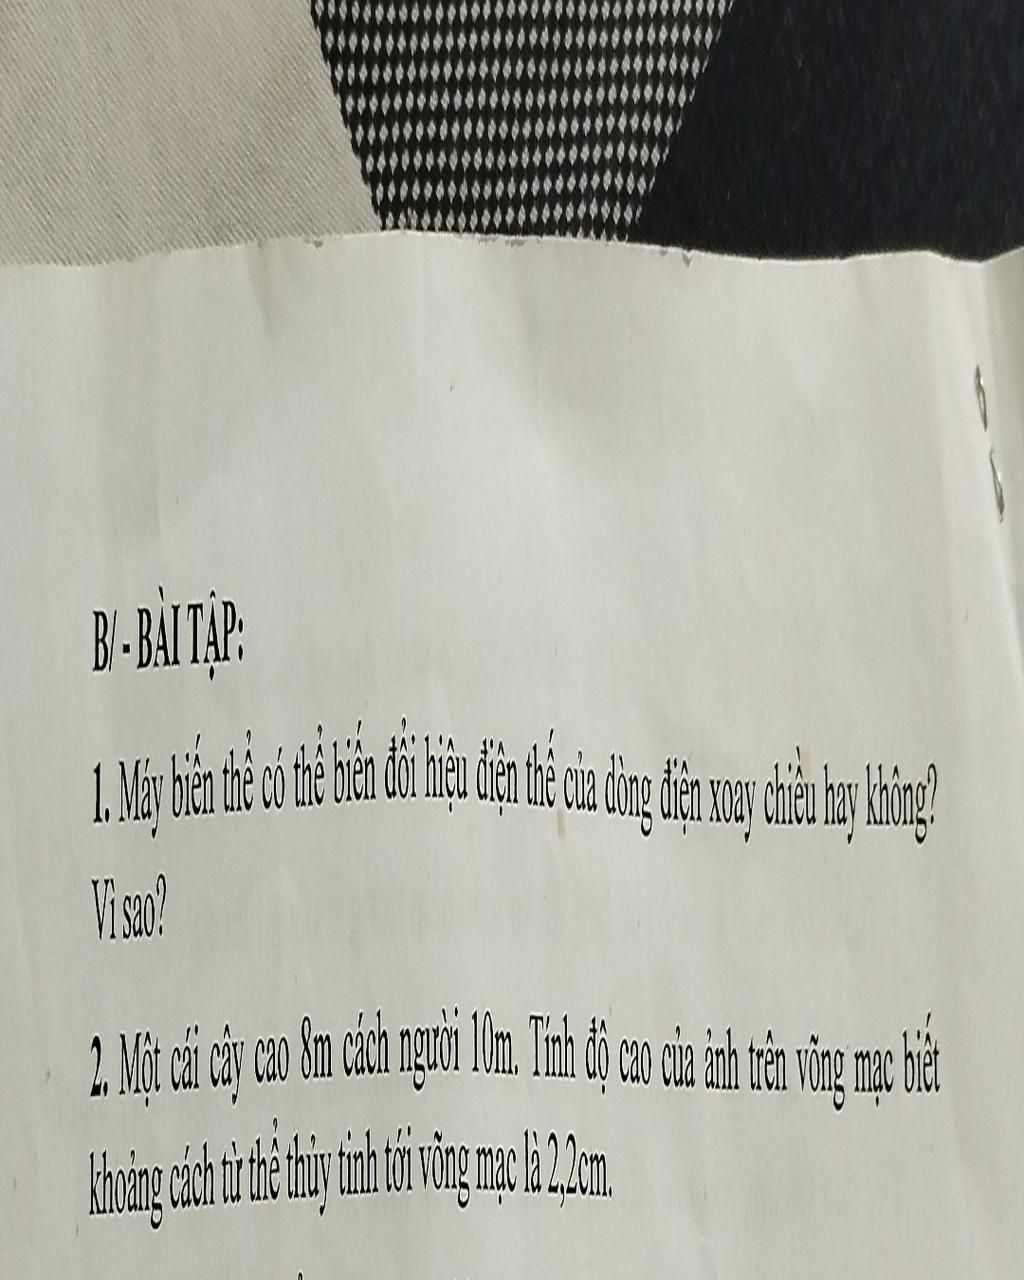 B/ - BÀI TẬP:
1. Máy biến thể có thể biến đổi hiệu điện thế của dòng điện xoay chiều hay không?
Vì sao?
2. Một cái cây cao 8m cách người 10m. Tính độ cao của ảnh trên võng mạc biết
khoảng cách từ thể thủy tinh tới võng mạc là 2,2cm.